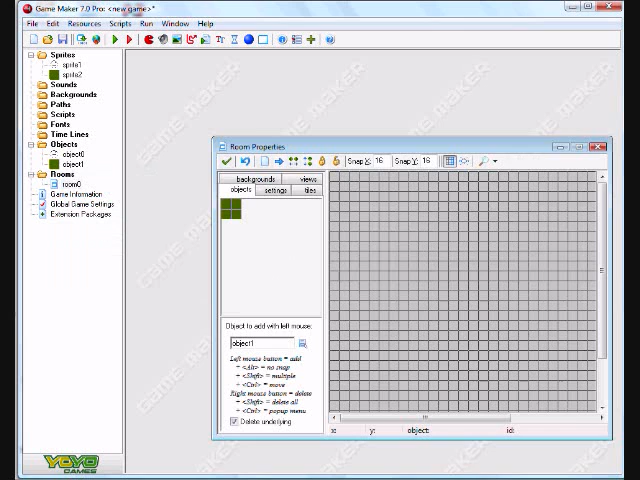 Game Maker 7.0 Pro: <new game>*
File Edit Resources Scripts Run Window Help
Sprites
sprite1
sprite2
Sounds
Backgrounds
Paths
Scripts
Fonts
Time Lines
Objects
object0
object1
Rooms
room0
Game Information
Global Game Settings
Extension Packages
YOYO
GAMES
GAME MAKER
Room Properties
Snap X: 16 Snap Y: 16
backgrounds views
objects settings tiles
Object to add with left mouse:
object1
Left mouse button = add
+ <Alt> = no snap
+ <Shift> = multiple
+ <Ctrl> = move
Right mouse button = delete
+ <Shift> = delete all
+ <Ctrl> = popup menu
Delete underlying
x: y: object: id: